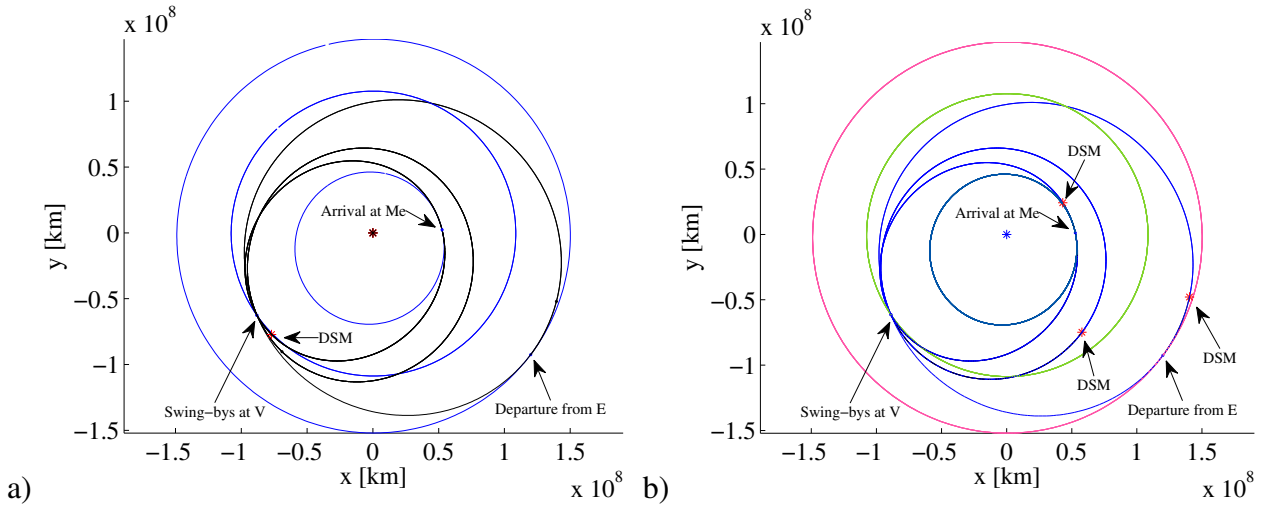 x 10^8
1
0.5
0
−0.5
−1
−1.5
y [km]
−1.5 −1 −0.5 0 0.5 1 1.5
x [km]
x 10^8
Arrival at Me
DSM
Swing−bys at V
Departure from E
a)
x 10^8
1
0.5
0
−0.5
−1
−1.5
y [km]
−1.5 −1 −0.5 0 0.5 1 1.5
x [km]
x 10^8
DSM
Arrival at Me
DSM
DSM
Swing−bys at V
Departure from E
b)